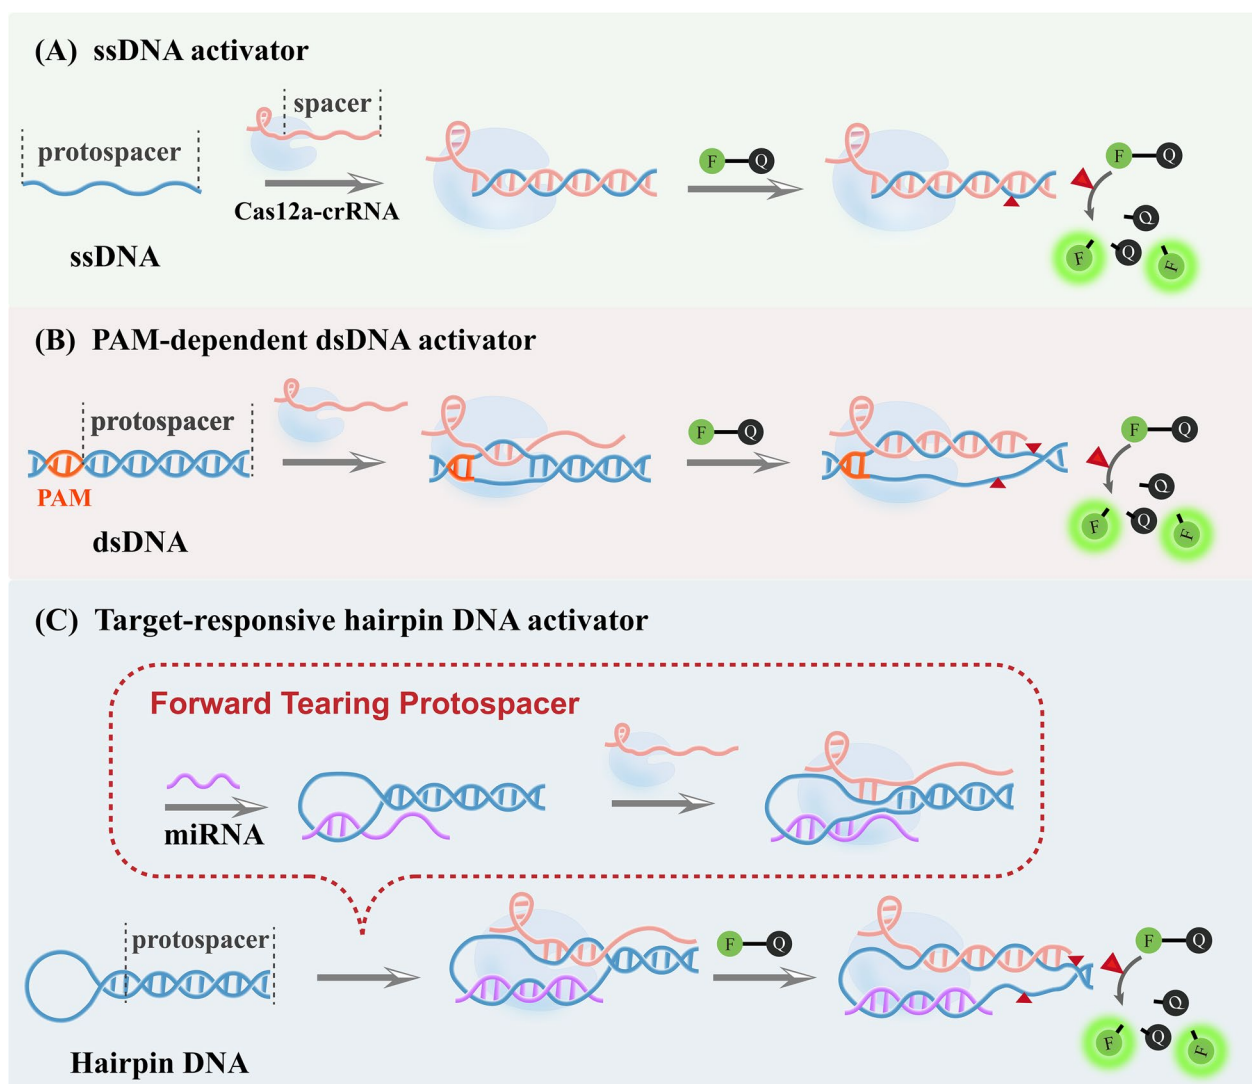 (A) ssDNA activator
protospacer
spacer
Cas12a-crRNA
ssDNA
F Q
F Q
Q
F Q F
(B) PAM-dependent dsDNA activator
protospacer
PAM
dsDNA
F Q
F Q
Q
F Q F
(C) Target-responsive hairpin DNA activator
Forward Tearing Protospacer
miRNA
protospacer
Hairpin DNA
F Q
F Q
Q
F Q F